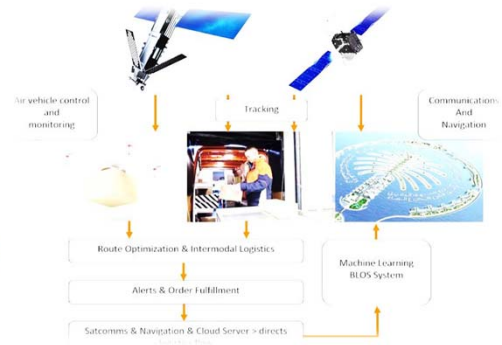 Air vehicle control
and
monitoring
Tracking
Communications
And
Navigation
Route Optimization & Intermodal Logistics
Machine Learning
BLOS System
Alerts & Order Fulfillment
Satcomms & Navigation & Cloud Server > directs